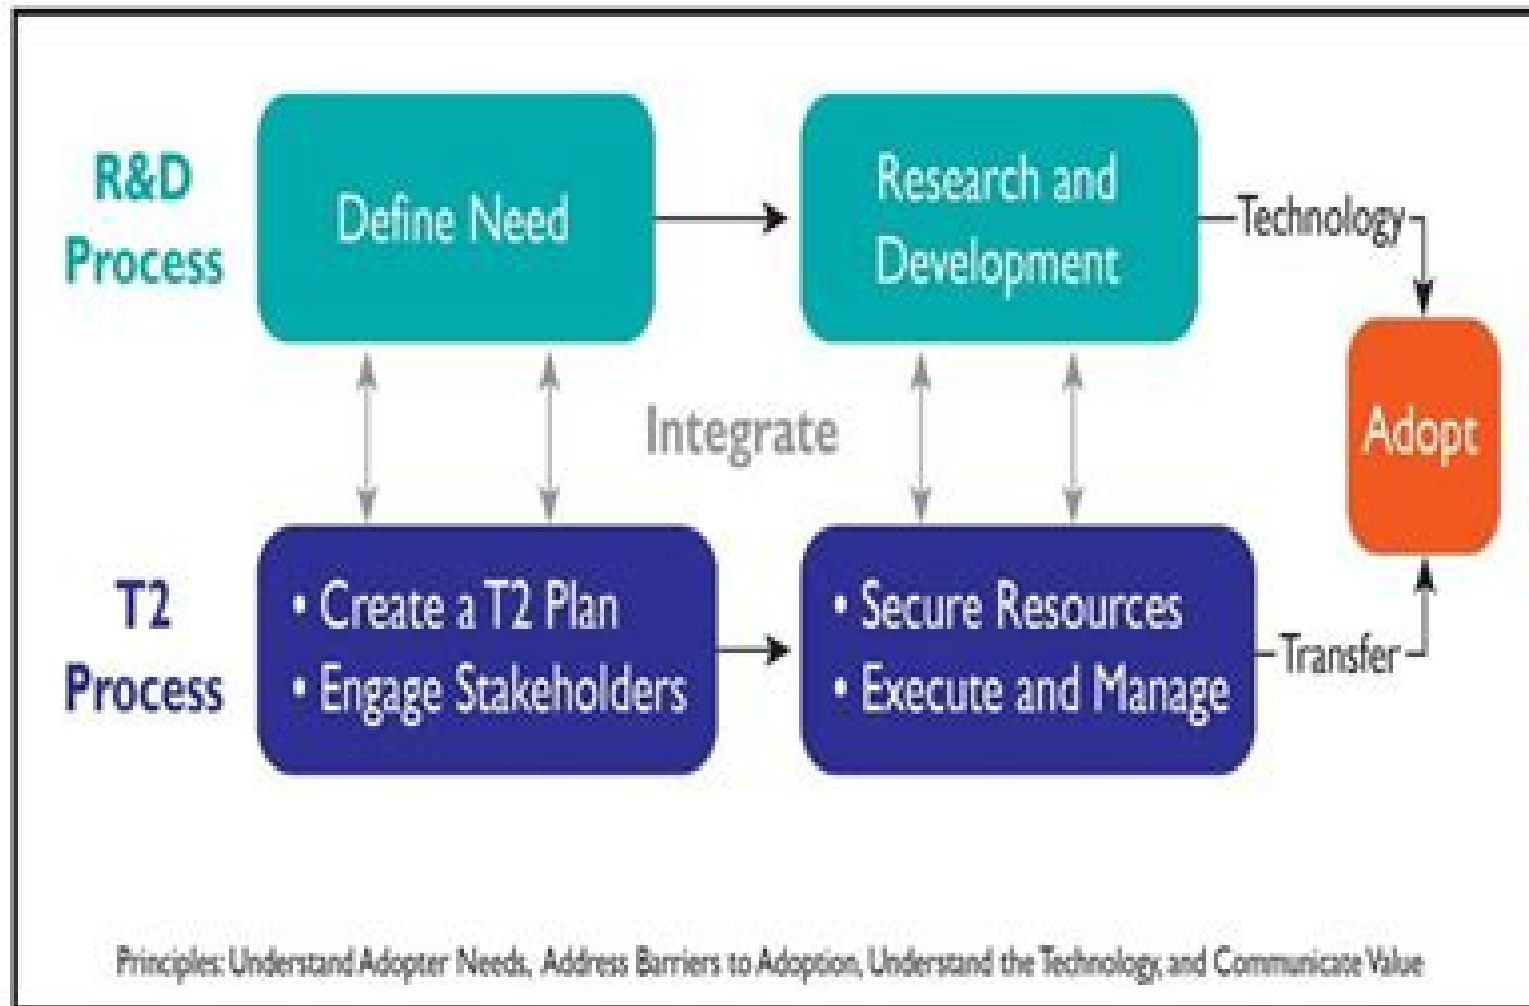 R&D
Process
Define Need
Research and
Development
Technology
Integrate
Adopt
T2
Process
• Create a T2 Plan
• Engage Stakeholders
• Secure Resources
• Execute and Manage
Transfer
Principles: Understand Adopter Needs, Address Barriers to Adoption, Understand the Technology, and Communicate Value